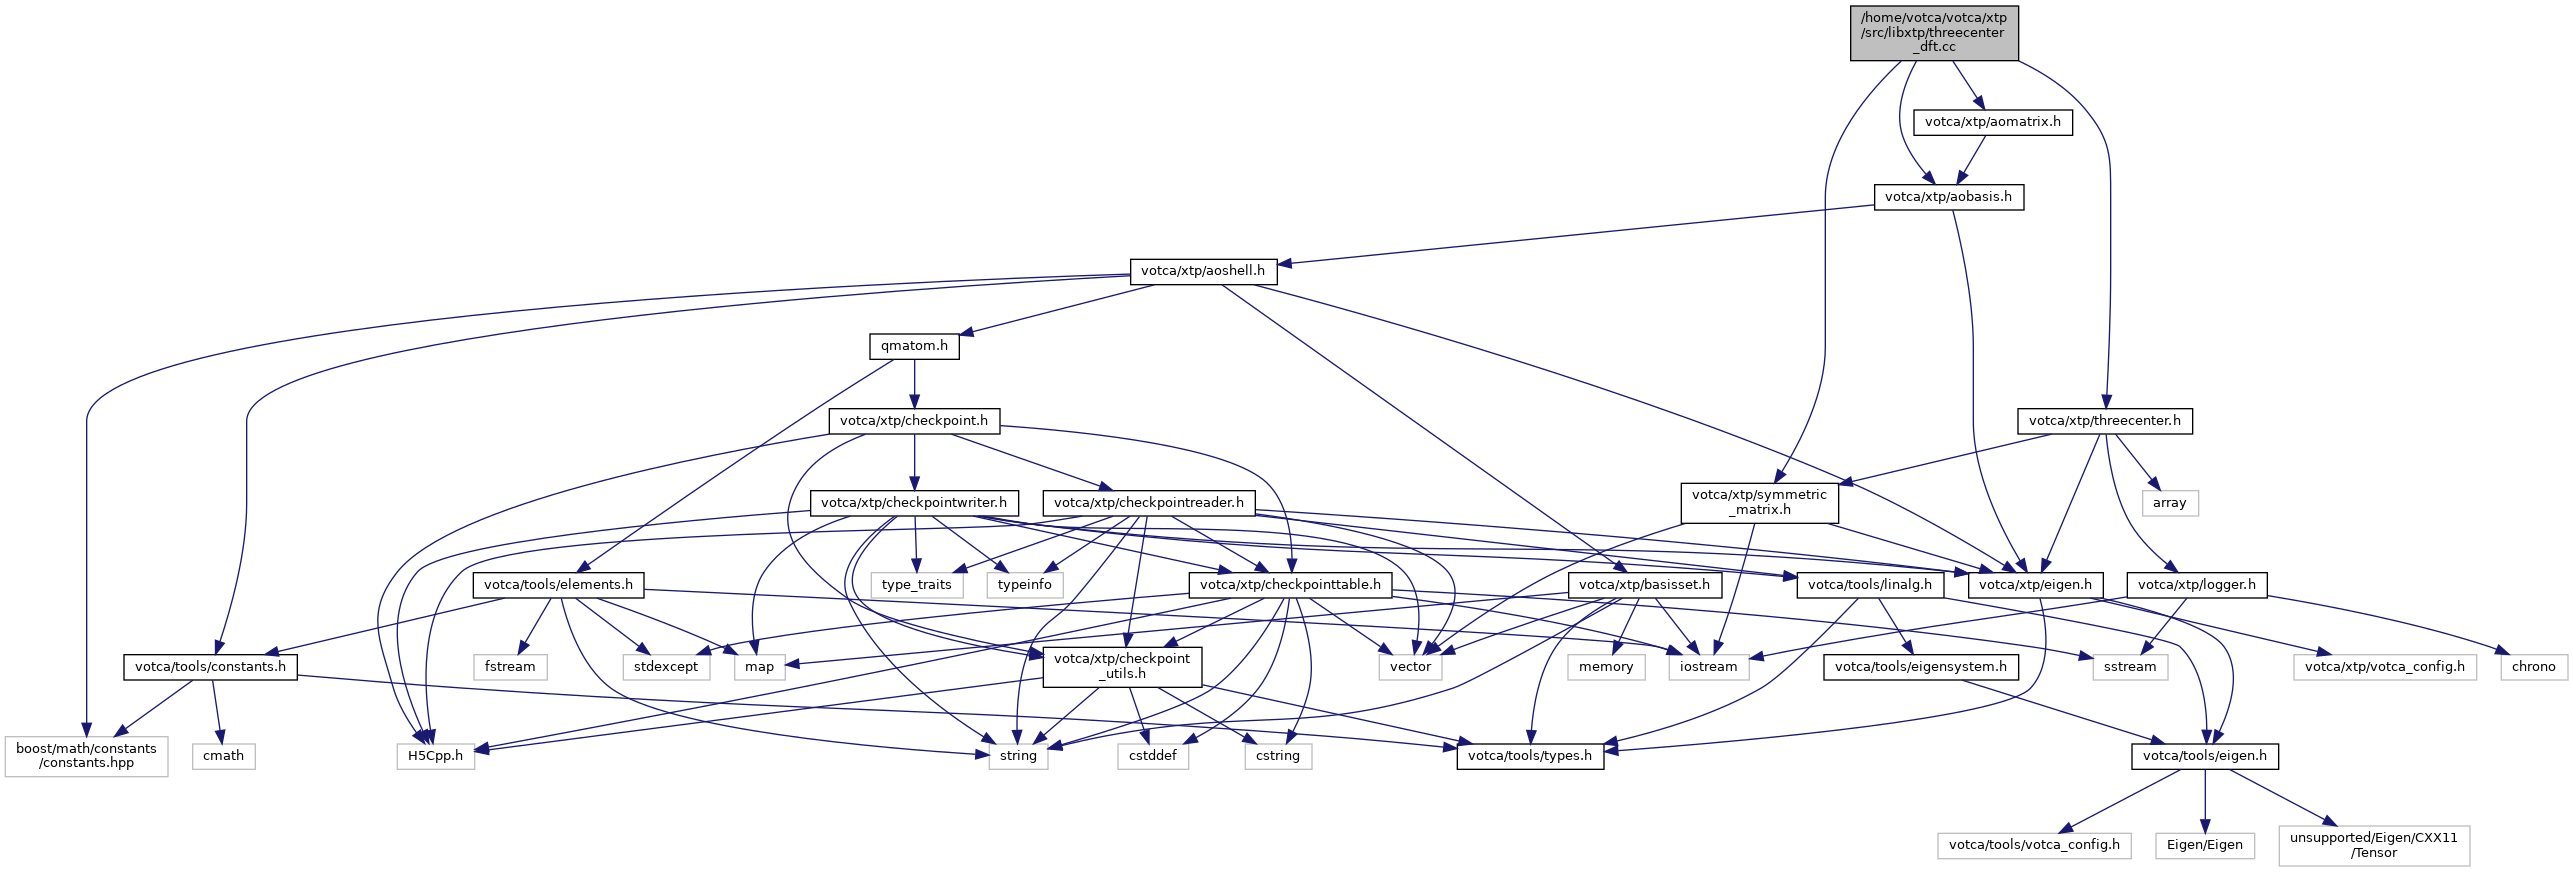 /home/votca/votca/xtp
/src/libxtp/threecenter
_dft.cc
votca/xtp/aomatrix.h
votca/xtp/aobasis.h
votca/xtp/aoshell.h
qmatom.h
votca/xtp/checkpoint.h
votca/xtp/threecenter.h
votca/xtp/checkpointwriter.h
votca/xtp/checkpointreader.h
votca/xtp/symmetric
_matrix.h
array
votca/tools/elements.h
type_traits
typeinfo
votca/xtp/checkpointtable.h
votca/xtp/basisset.h
votca/tools/linalg.h
votca/xtp/eigen.h
votca/xtp/logger.h
votca/tools/constants.h
fstream
stdexcept
map
votca/xtp/checkpoint
_utils.h
vector
memory
iostream
votca/tools/eigensystem.h
sstream
votca/xtp/votca_config.h
chrono
boost/math/constants
/constants.hpp
cmath
H5Cpp.h
string
cstddef
cstring
votca/tools/types.h
votca/tools/eigen.h
votca/tools/votca_config.h
Eigen/Eigen
unsupported/Eigen/CXX11
/Tensor